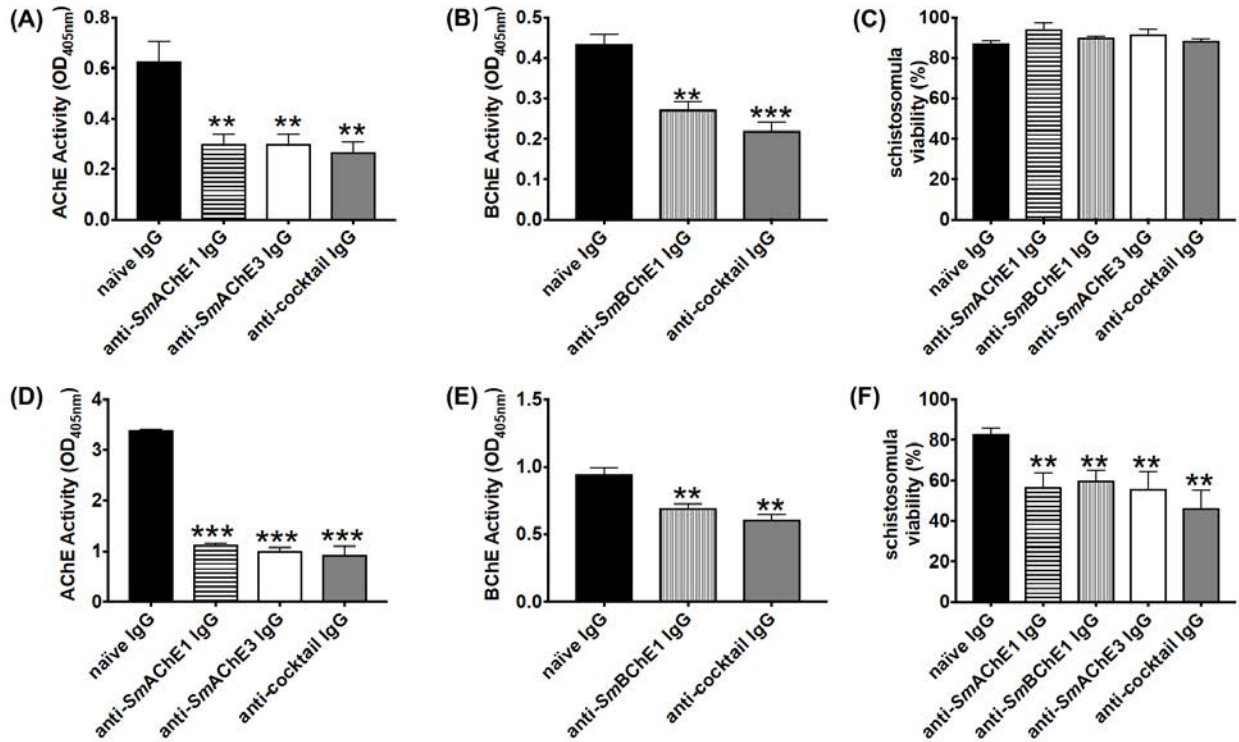 (A)
AChE Activity (OD405nm)
0.8
0.6
0.4
0.2
0.0
**
**
**
naïve IgG
anti-SmAChE1 IgG
anti-SmAChE3 IgG
anti-cocktail IgG
(B)
BChE Activity (OD405nm)
0.5
0.4
0.3
0.2
0.1
0.0
**
***
naïve IgG
anti-SmBChE1 IgG
anti-cocktail IgG
(C)
schistosomula
viability (%)
100
80
60
40
20
0
naïve IgG
anti-SmAChE1 IgG
anti-SmBChE1 IgG
anti-SmAChE3 IgG
anti-cocktail IgG
(D)
AChE Activity (OD405nm)
4
3
2
1
0
***
***
***
naïve IgG
anti-SmAChE1 IgG
anti-SmAChE3 IgG
anti-cocktail IgG
(E)
BChE Activity (OD405nm)
1.5
1.0
0.5
0.0
**
**
naïve IgG
anti-SmBChE1 IgG
anti-cocktail IgG
(F)
schistosomula
viability (%)
100
80
60
40
20
0
**
**
**
**
naïve IgG
anti-SmAChE1 IgG
anti-SmBChE1 IgG
anti-SmAChE3 IgG
anti-cocktail IgG